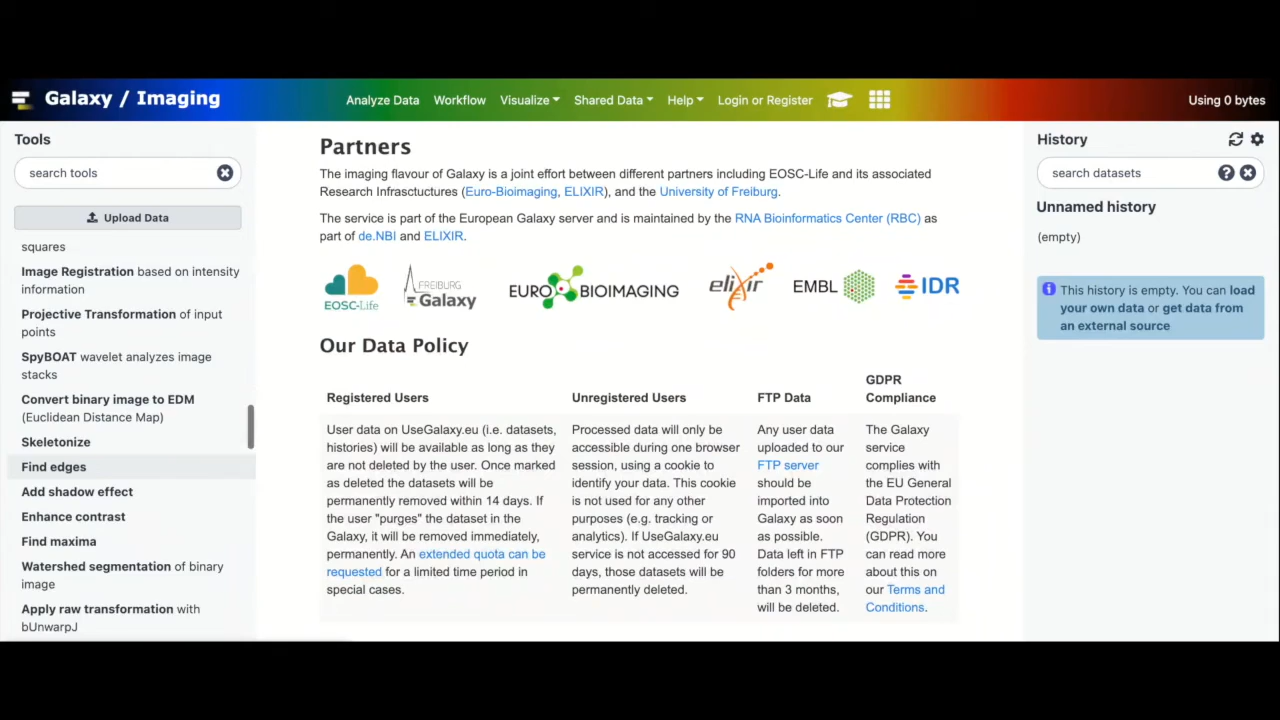 Galaxy / Imaging
Analyze Data Workflow Visualize Shared Data Help Login or Register
Using 0 bytes
Tools
search tools
Upload Data
squares
Image Registration based on intensity
information
Projective Transformation of input
points
SpyBOAT wavelet analyzes image
stacks
Convert binary image to EDM
(Euclidean Distance Map)
Skeletonize
Find edges
Add shadow effect
Enhance contrast
Find maxima
Watershed segmentation of binary
image
Apply raw transformation with
bUnwarpJ
Partners
The imaging flavour of Galaxy is a joint effort between different partners including EOSC-Life and its associated
Research Infrasctuctures (Euro-Bioimaging, ELIXIR), and the University of Freiburg.
The service is part of the European Galaxy server and is maintained by the RNA Bioinformatics Center (RBC) as
part of de.NBI and ELIXIR.
EOSC-Life
FREIBURG
Galaxy
EURO BIOIMAGING
elixir
EMBL
IDR
Our Data Policy
Registered Users
User data on UseGalaxy.eu (i.e. datasets,
histories) will be available as long as they
are not deleted by the user. Once marked
as deleted the datasets will be
permanently removed within 14 days. If
the user "purges" the dataset in the
Galaxy, it will be removed immediately,
permanently. An extended quota can be
requested for a limited time period in
special cases.
Unregistered Users
Processed data will only be
accessible during one browser
session, using a cookie to
identify your data. This cookie
is not used for any other
purposes (e.g. tracking or
analytics). If UseGalaxy.eu
service is not accessed for 90
days, those datasets will be
permanently deleted.
FTP Data
Any user data
uploaded to our
FTP server
should be
imported into
Galaxy as soon
as possible.
Data left in FTP
folders for more
than 3 months,
will be deleted.
GDPR
Compliance
The Galaxy
service
complies with
the EU General
Data Protection
Regulation
(GDPR). You
can read more
about this on
our Terms and
Conditions.
History
search datasets
Unnamed history
(empty)
This history is empty. You can load
your own data or get data from
an external source